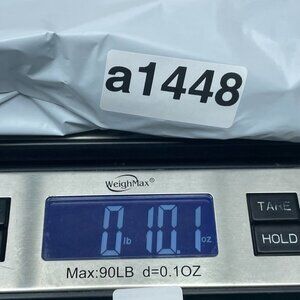 a1448
WeighMax®
0 lb 10.1 oz
TARE
HOLD
Max:90LB d=0.1OZ